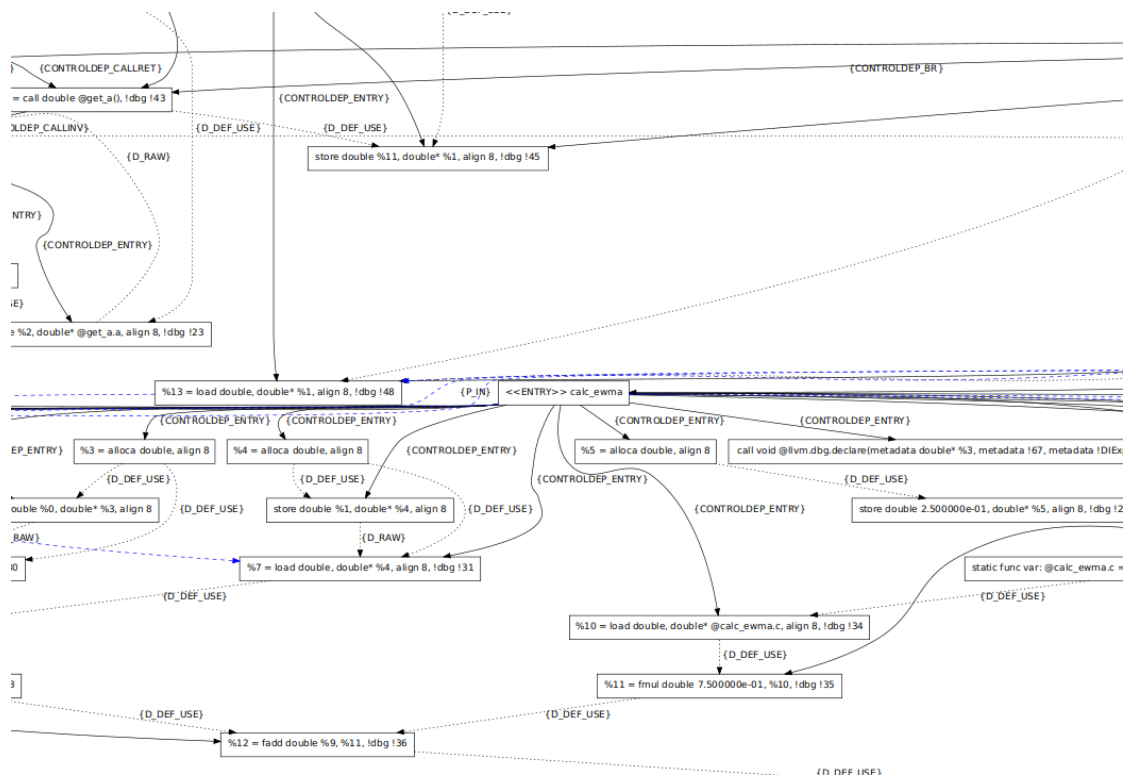 {D_DEF_USE}
{CONTROLDEP_CALLRET}
{CONTROLDEP_BR}
= call double @get_a(), !dbg !43
{CONTROLDEP_ENTRY}
OLDEP_CALLINV}
{D_DEF_USE}
{D_DEF_USE}
{D_RAW}
store double %11, double* %1, align 8, !dbg !45
NTRY}
{CONTROLDEP_ENTRY}
SE}
e %2, double* @get_a.a, align 8, !dbg !23
%13 = load double, double* %1, align 8, !dbg !48
{P_IN}
<<ENTRY>> calc_ewma
{CONTROLDEP_ENTRY}
{CONTROLDEP_ENTRY}
{CONTROLDEP_ENTRY}
{CONTROLDEP_ENTRY}
EP_ENTRY}
%3 = alloca double, align 8
%4 = alloca double, align 8
{CONTROLDEP_ENTRY}
%5 = alloca double, align 8
call void @llvm.dbg.declare(metadata double* %3, metadata !67, metadata !DIExp
{D_DEF_USE}
{D_DEF_USE}
{CONTROLDEP_ENTRY}
{D_DEF_USE}
ouble %0, double* %3, align 8
{D_DEF_USE}
store double %1, double* %4, align 8
{D_DEF_USE}
{CONTROLDEP_ENTRY}
store double 2.500000e-01, double* %5, align 8, !dbg !2
RAW}
{D_RAW}
30
%7 = load double, double* %4, align 8, !dbg !31
static func var: @calc_ewma.c =
{D_DEF_USE}
{D_DEF_USE}
%10 = load double, double* @calc_ewma.c, align 8, !dbg !34
{D_DEF_USE}
3
%11 = fmul double 7.500000e-01, %10, !dbg !35
{D_DEF_USE}
{D_DEF_USE}
%12 = fadd double %9, %11, !dbg !36
{D_DEF_USE}